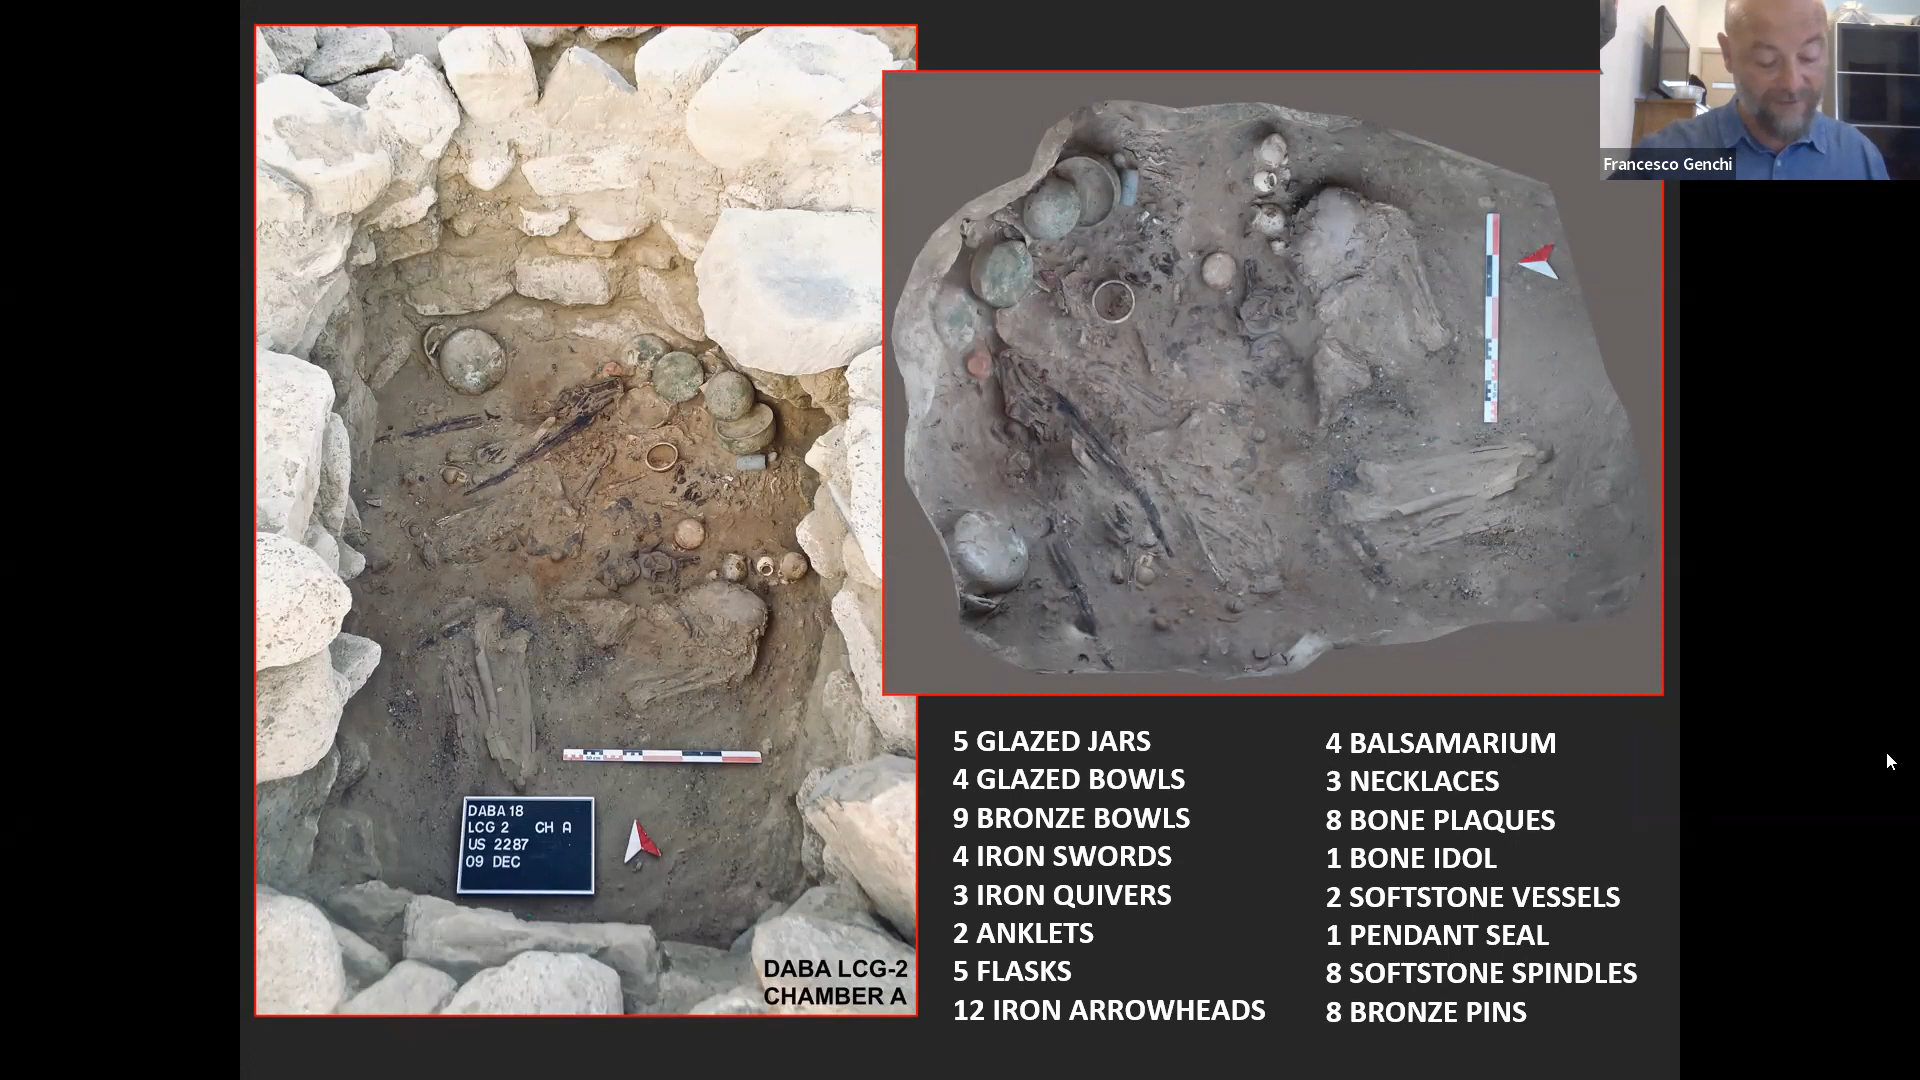 Francesco Genchi
DABA 18
LCG 2 CH A
US 2287
09 DEC
DABA LCG-2
CHAMBER A
5 GLAZED JARS
4 GLAZED BOWLS
9 BRONZE BOWLS
4 IRON SWORDS
3 IRON QUIVERS
2 ANKLETS
5 FLASKS
12 IRON ARROWHEADS
4 BALSAMARIUM
3 NECKLACES
8 BONE PLAQUES
1 BONE IDOL
2 SOFTSTONE VESSELS
1 PENDANT SEAL
8 SOFTSTONE SPINDLES
8 BRONZE PINS